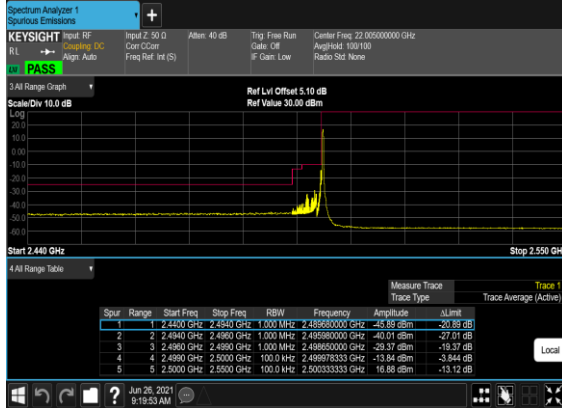 Spectrum Analyzer 1
Spurious Emissions
+
KEYSIGHT Input: RF Input Z: 50 Ω Atten: 40 dB Trig: Free Run Center Freq: 22.005000000 GHz
RL Coupling: DC Corr CCorr Gate: Off Avg|Hold: 100/100
Align: Auto Freq Ref: Int (S) IF Gain: Low Radio Std: None
PASS
3 All Range Graph Ref Lvl Offset 5.10 dB
Scale/Div 10.0 dB Ref Value 30.00 dBm
Log
20.0
10.0
0.00
-10.0
-20.0
-30.0
-40.0
-50.0
-60.0
Start 2.440 GHz Stop 2.550 GH
4 All Range Table
Measure Trace Trace 1
Trace Type Trace Average (Active)
Spur Range Start Freq Stop Freq RBW Frequency Amplitude ΔLimit
1 1 2.4400 GHz 2.4940 GHz 1.000 MHz 2.489680000 GHz -45.89 dBm -20.89 dB
2 2 2.4940 GHz 2.4960 GHz 1.000 MHz 2.495980000 GHz -40.01 dBm -27.01 dB
3 3 2.4960 GHz 2.4990 GHz 1.000 MHz 2.498650000 GHz -29.37 dBm -19.37 dB
4 4 2.4990 GHz 2.5000 GHz 100.0 kHz 2.499978333 GHz -13.84 dBm -3.844 dB
5 5 2.5000 GHz 2.5500 GHz 100.0 kHz 2.500333333 GHz 16.88 dBm -13.12 dB
Local
?
Jun 26, 2021
9:19:53 AM